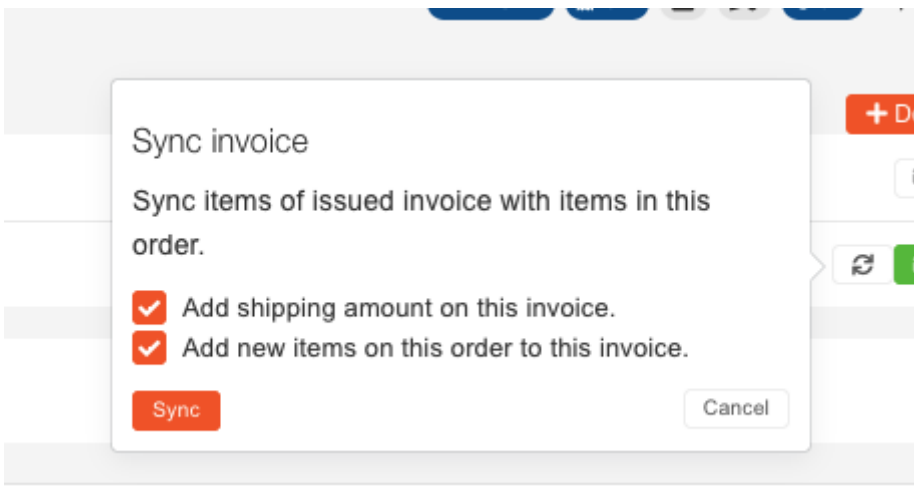 Sync invoice
Sync items of issued invoice with items in this
order.
Add shipping amount on this invoice.
Add new items on this order to this invoice.
Sync
Cancel